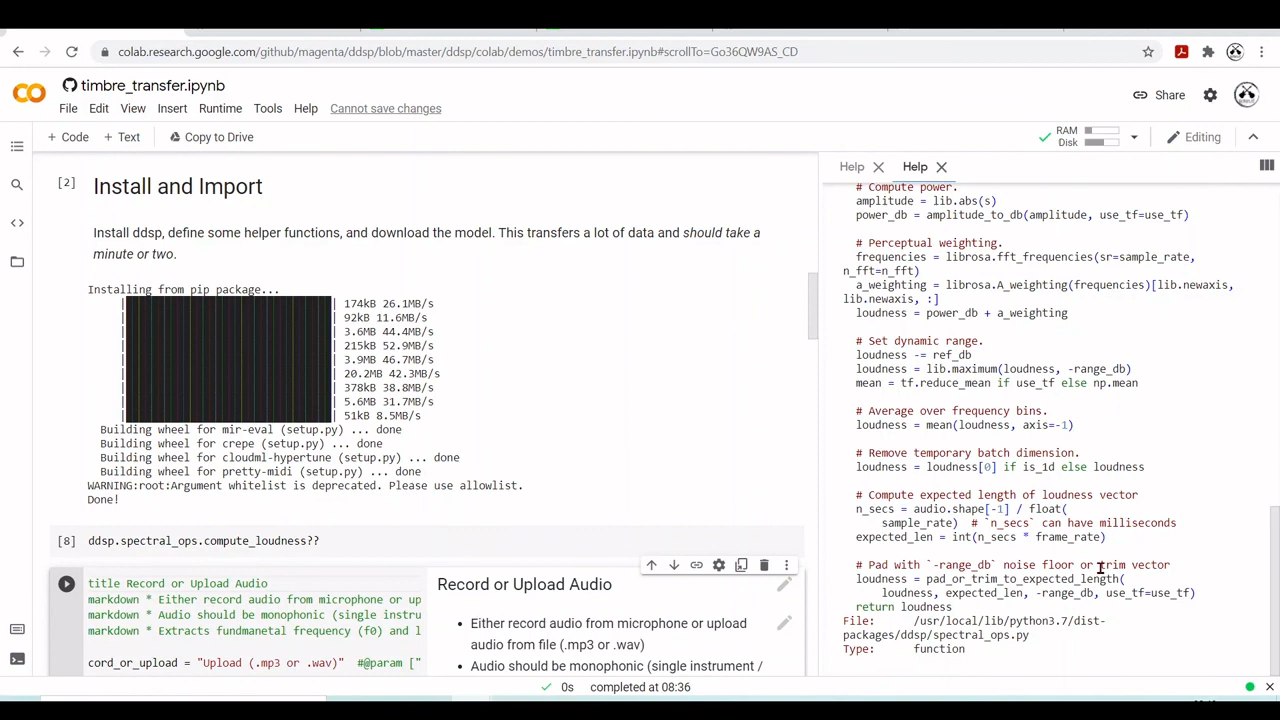 colab.research.google.com/github/magenta/ddsp/blob/master/ddsp/colab/demos/timbre_transfer.ipynb#scrollTo=Go36QW9AS_CD
timbre_transfer.ipynb
Share
File Edit View Insert Runtime Tools Help Cannot save changes
+ Code + Text Copy to Drive
RAM
Disk
Editing
[2] Install and Import
Install ddsp, define some helper functions, and download the model. This transfers a lot of data and should take a
minute or two.
Installing from pip package...
| | 174kB 26.1MB/s
| | 92kB 11.6MB/s
| | 3.6MB 44.4MB/s
| | 215kB 52.9MB/s
| | 3.9MB 46.7MB/s
| | 20.2MB 42.3MB/s
| | 378kB 38.8MB/s
| | 5.6MB 31.7MB/s
| | 51kB 8.5MB/s
Building wheel for mir-eval (setup.py) ... done
Building wheel for crepe (setup.py) ... done
Building wheel for cloudml-hypertune (setup.py) ... done
Building wheel for pretty-midi (setup.py) ... done
WARNING:root:Argument whitelist is deprecated. Please use allowlist.
Done!
[8] ddsp.spectral_ops.compute_loudness??
title Record or Upload Audio
markdown * Either record audio from microphone or up
markdown * Audio should be monophonic (single instru
markdown * Extracts fundmanetal frequency (f0) and l
cord_or_upload = "Upload (.mp3 or .wav)" #@param ["
Record or Upload Audio
• Either record audio from microphone or upload
audio from file (.mp3 or .wav)
• Audio should be monophonic (single instrument /
Help Help
# Compute power.
amplitude = lib.abs(s)
power_db = amplitude_to_db(amplitude, use_tf=use_tf)
# Perceptual weighting.
frequencies = librosa.fft_frequencies(sr=sample_rate,
n_fft=n_fft)
a_weighting = librosa.A_weighting(frequencies)[lib.newaxis,
lib.newaxis, :]
loudness = power_db + a_weighting
# Set dynamic range.
loudness -= ref_db
loudness = lib.maximum(loudness, -range_db)
mean = tf.reduce_mean if use_tf else np.mean
# Average over frequency bins.
loudness = mean(loudness, axis=-1)
# Remove temporary batch dimension.
loudness = loudness[0] if is_1d else loudness
# Compute expected length of loudness vector
n_secs = audio.shape[-1] / float(
sample_rate) # `n_secs` can have milliseconds
expected_len = int(n_secs * frame_rate)
# Pad with `-range_db` noise floor or trim vector
loudness = pad_or_trim_to_expected_length(
loudness, expected_len, -range_db, use_tf=use_tf)
return loudness
File: /usr/local/lib/python3.7/dist-
packages/ddsp/spectral_ops.py
Type: function
0s completed at 08:36